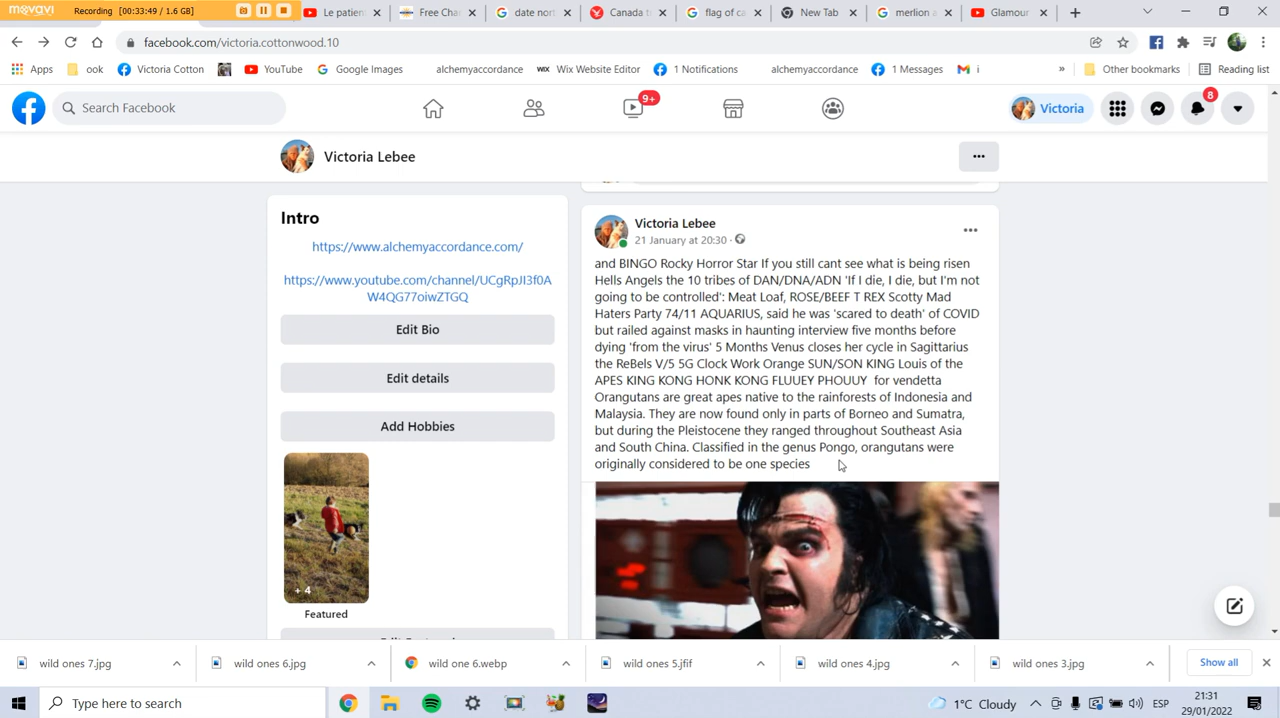 movavi
Recording (00:33:49 / 1.6 GB)
Le patien
Free Cha
date nort
Canada t
flag of ca
New Tab
merlion a
Glamour
facebook.com/victoria.cottonwood.10
Apps
ook
Victoria Cotton
YouTube
Google Images
alchemyaccordance
WIX Wix Website Editor
1 Notifications
alchemyaccordance
1 Messages
i
»
Other bookmarks
Reading list
Search Facebook
9+
Victoria
8
Victoria Lebee
Intro
https://www.alchemyaccordance.com/
https://www.youtube.com/channel/UCgRpJI3f0A
W4QG77oiwZTGQ
Edit Bio
Edit details
Add Hobbies
+ 4
Featured
Victoria Lebee
21 January at 20:30 ·
and BINGO Rocky Horror Star If you still cant see what is being risen
Hells Angels the 10 tribes of DAN/DNA/ADN 'If I die, I die, but I'm not
going to be controlled': Meat Loaf, ROSE/BEEF T REX Scotty Mad
Haters Party 74/11 AQUARIUS, said he was 'scared to death' of COVID
but railed against masks in haunting interview five months before
dying 'from the virus' 5 Months Venus closes her cycle in Sagittarius
the ReBels V/5 5G Clock Work Orange SUN/SON KING Louis of the
APES KING KONG HONK KONG FLUUEY PHOUUY for vendetta
Orangutans are great apes native to the rainforests of Indonesia and
Malaysia. They are now found only in parts of Borneo and Sumatra,
but during the Pleistocene they ranged throughout Southeast Asia
and South China. Classified in the genus Pongo, orangutans were
originally considered to be one species
wild ones 7.jpg
wild ones 6.jpg
wild one 6.webp
wild ones 5.jfif
wild ones 4.jpg
wild ones 3.jpg
Show all
Type here to search
1°C Cloudy
ESP
21:31
29/01/2022